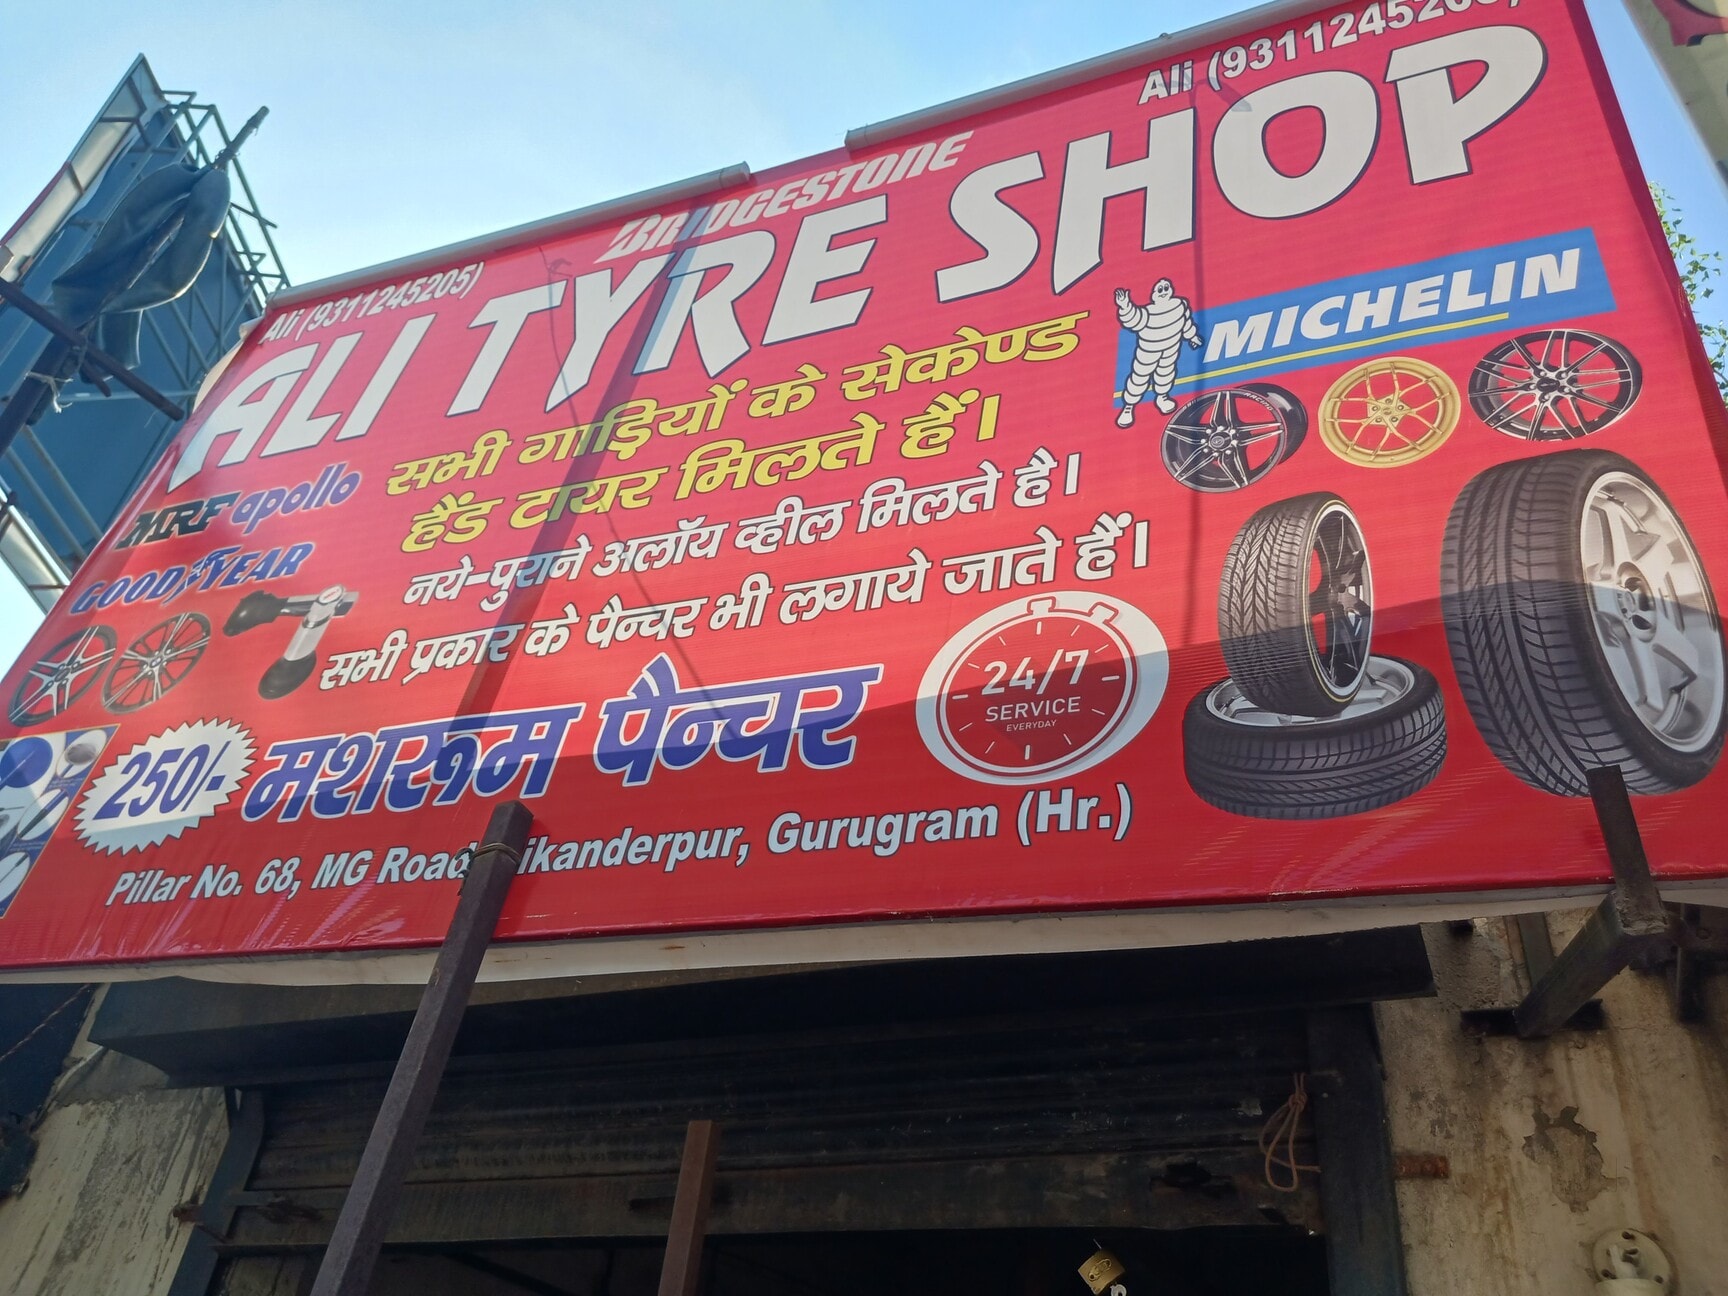 Ali (9311245205)
BRIDGESTONE
Ali (9311245205)
ALI TYRE SHOP
MRF apollo
GOOD YEAR
सभी गाड़ियों के सेकेण्ड
हैंड टायर मिलते हैं।
नये-पुराने अलॉय व्हील मिलते है।
सभी प्रकार के पैन्चर भी लगाये जाते हैं।
MICHELIN
250/- मशरूम पैन्चर
24/7
SERVICE
EVERYDAY
Pillar No. 68, MG Road ikanderpur, Gurugram (Hr.)